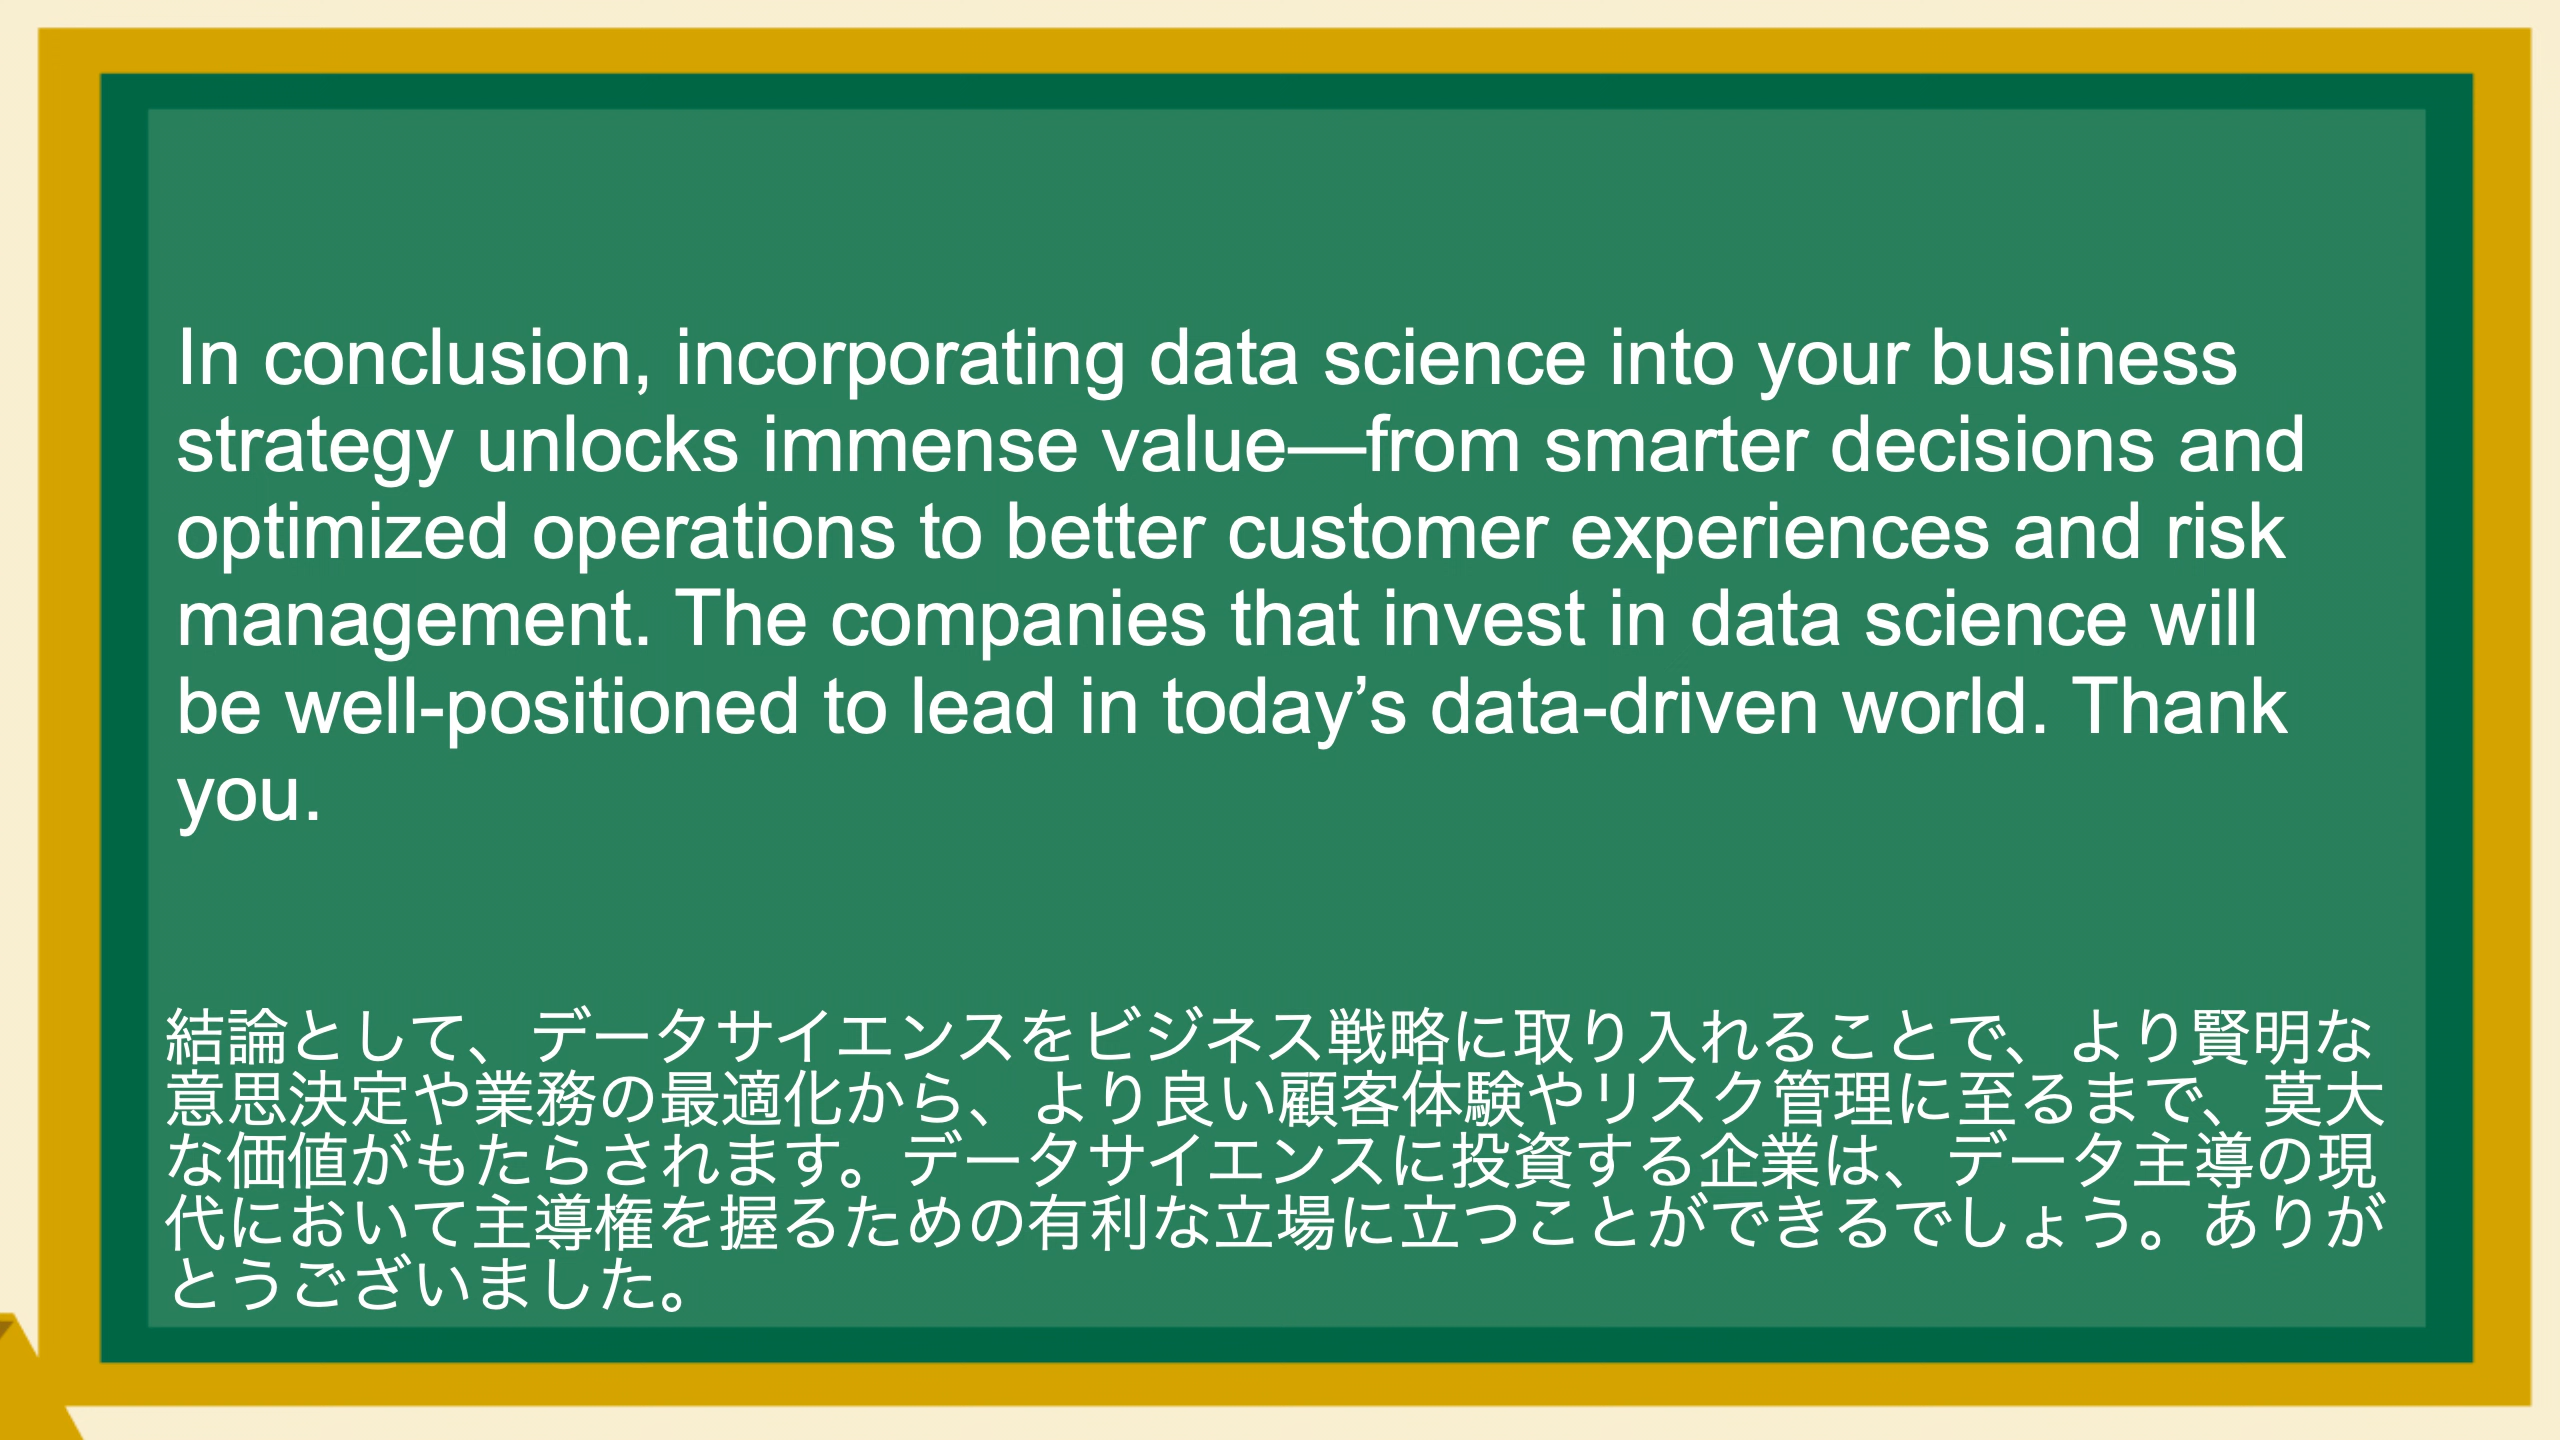 In conclusion, incorporating data science into your business
strategy unlocks immense value—from smarter decisions and
optimized operations to better customer experiences and risk
management. The companies that invest in data science will
be well-positioned to lead in today’s data-driven world. Thank
you.
結論として、データサイエンスをビジネス戦略に取り入れることで、より賢明な
意思決定や業務の最適化から、より良い顧客体験やリスク管理に至るまで、莫大
な価値がもたらされます。データサイエンスに投資する企業は、データ主導の現
代において主導権を握るための有利な立場に立つことができるでしょう。ありが
とうございました。